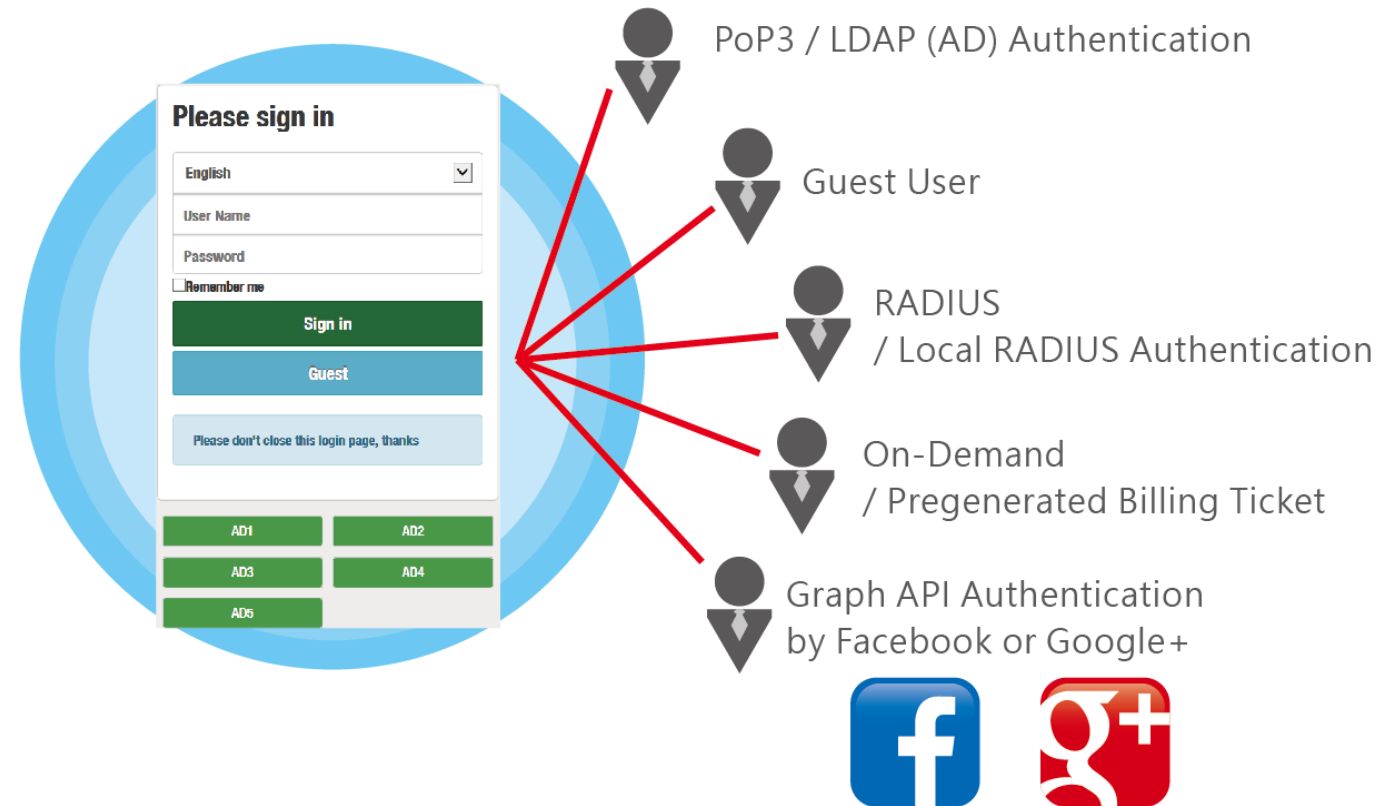 Please sign in
English
User Name
Password
Remember me
Sign in
Guest
Please don't close this login page, thanks
AD1
AD2
AD3
AD4
AD5
PoP3 / LDAP (AD) Authentication
Guest User
RADIUS
/ Local RADIUS Authentication
On-Demand
/ Pregenerated Billing Ticket
Graph API Authentication
by Facebook or Google+
f
g+